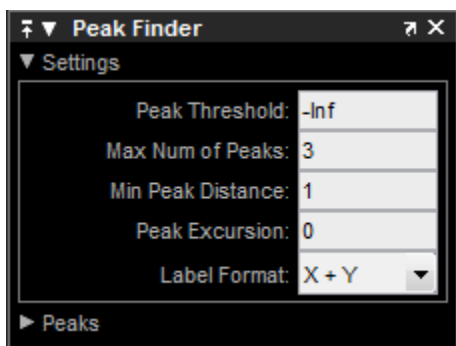 Peak Finder
Settings
Peak Threshold: -Inf
Max Num of Peaks: 3
Min Peak Distance: 1
Peak Excursion: 0
Label Format: X + Y
Peaks